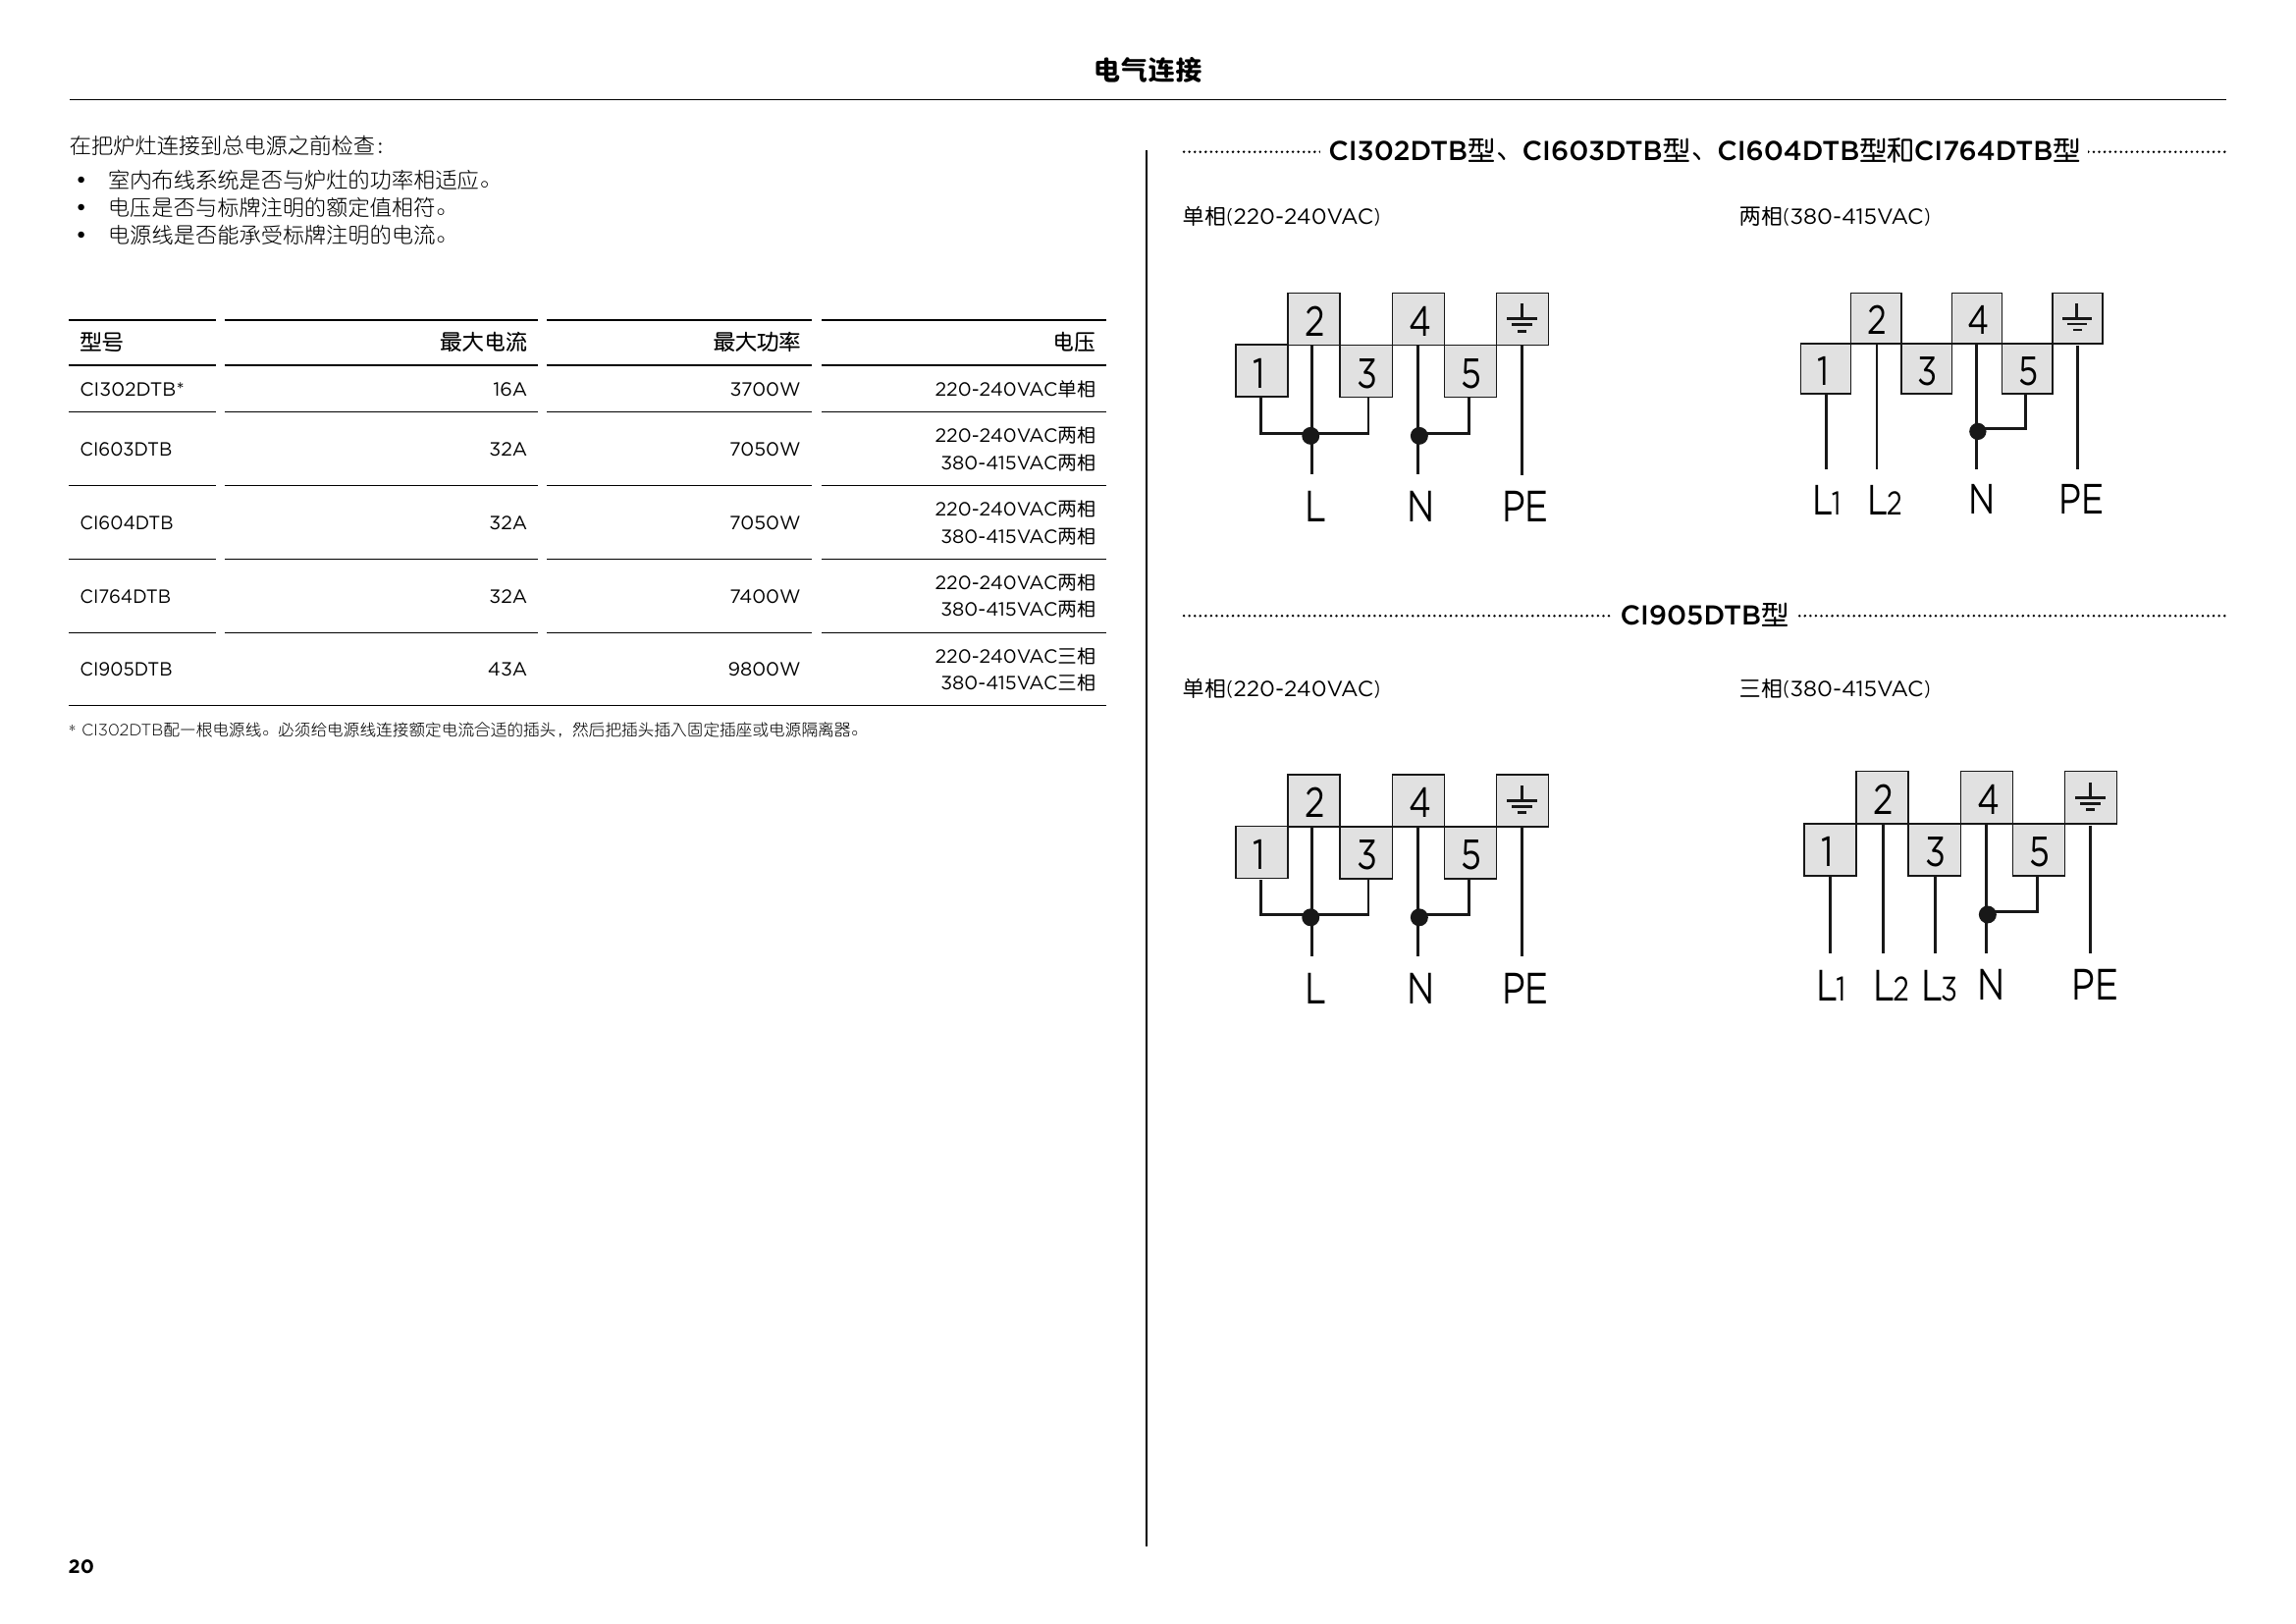 电气连接
在把炉灶连接到总电源之前检查：
• 室内布线系统是否与炉灶的功率相适应。
• 电压是否与标牌注明的额定值相符。
• 电源线是否能承受标牌注明的电流。
型号 最大电流 最大功率 电压
CI302DTB* 16A 3700W 220-240VAC单相
CI603DTB 32A 7050W 220-240VAC两相
380-415VAC两相
CI604DTB 32A 7050W 220-240VAC两相
380-415VAC两相
CI764DTB 32A 7400W 220-240VAC两相
380-415VAC两相
CI905DTB 43A 9800W 220-240VAC三相
380-415VAC三相
* CI302DTB配一根电源线。必须给电源线连接额定电流合适的插头，然后把插头插入固定插座或电源隔离器。
CI302DTB型、CI603DTB型、CI604DTB型和CI764DTB型
单相(220-240VAC)
2 4
1 3 5
L N PE
两相(380-415VAC)
2 4
1 3 5
L1 L2 N PE
CI905DTB型
单相(220-240VAC)
2 4
1 3 5
L N PE
三相(380-415VAC)
2 4
1 3 5
L1 L2 L3 N PE
20